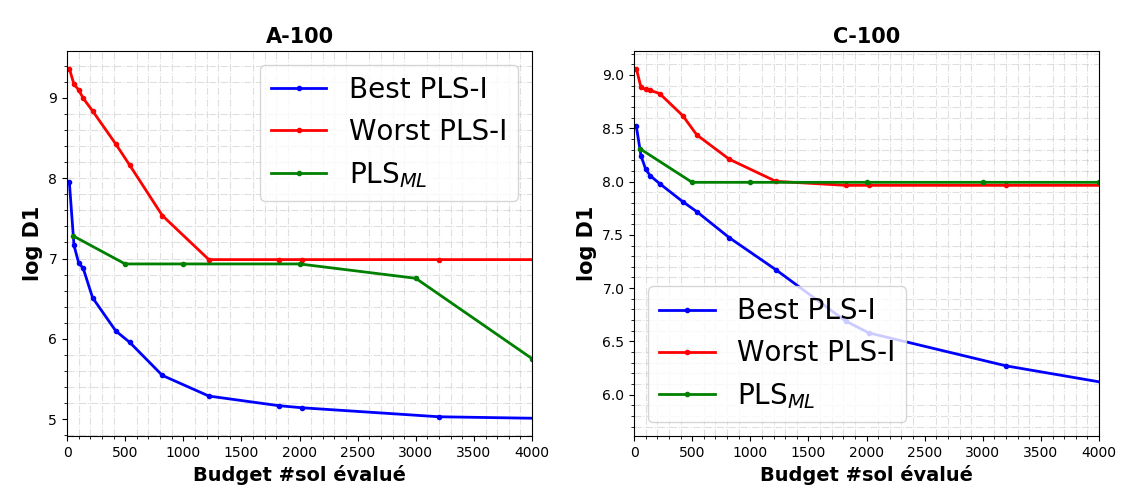 A-100
log D1
9
8
7
6
5
0 500 1000 1500 2000 2500 3000 3500 4000
Budget #sol évalué
Best PLS-I
Worst PLS-I
PLS_ML
C-100
log D1
9.0
8.5
8.0
7.5
7.0
6.5
6.0
0 500 1000 1500 2000 2500 3000 3500 4000
Budget #sol évalué
Best PLS-I
Worst PLS-I
PLS_ML